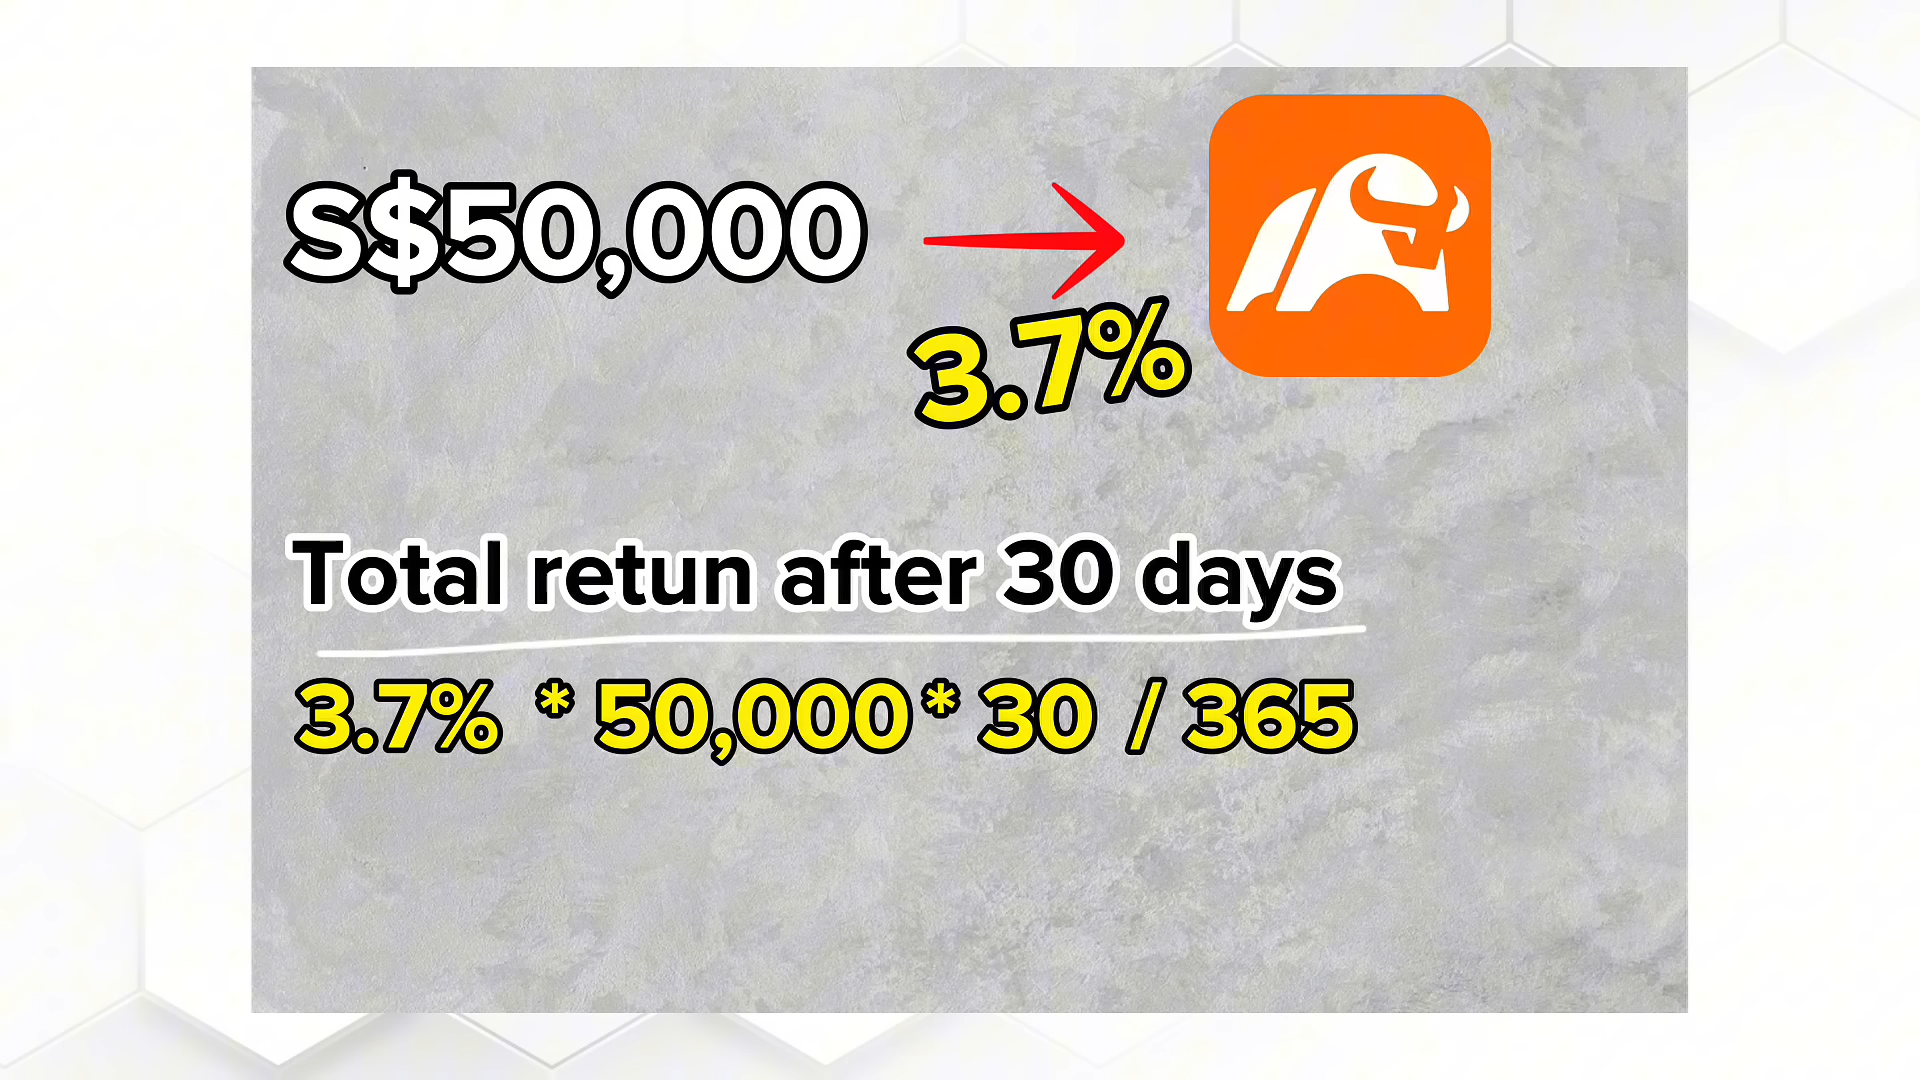 S$50,000
3.7%
Total retun after 30 days
3.7% * 50,000 * 30 / 365